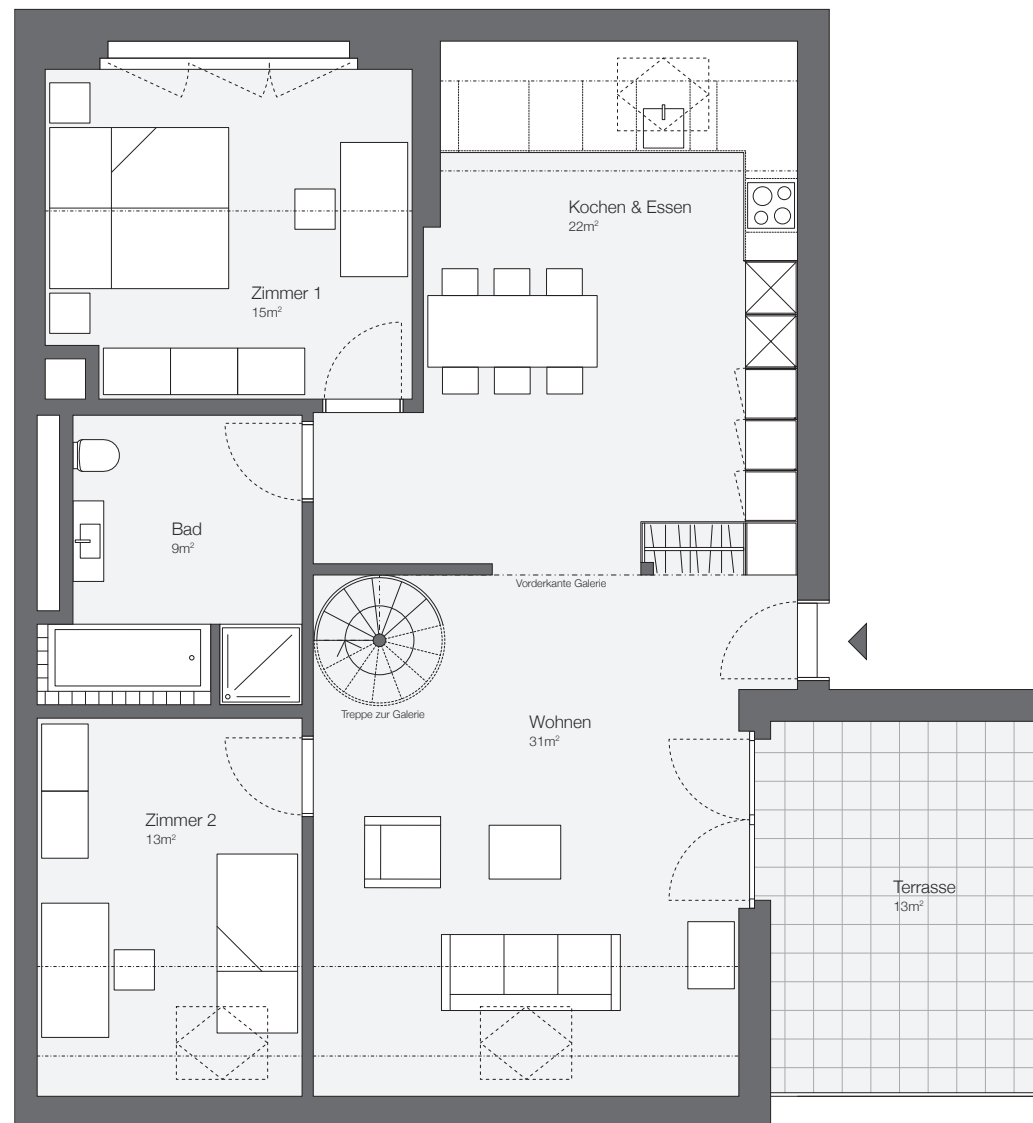 Kochen & Essen
22m²
Zimmer 1
15m²
Bad
9m²
Vorderkante Galerie
Treppe zur Galerie
Wohnen
31m²
Zimmer 2
13m²
Terrasse
13m²